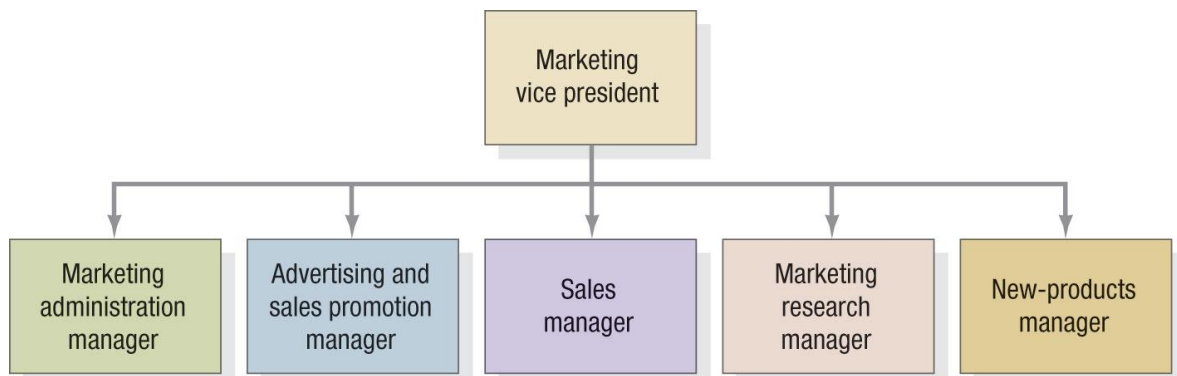 Marketing
vice president
Marketing
administration
manager
Advertising and
sales promotion
manager
Sales
manager
Marketing
research
manager
New-products
manager